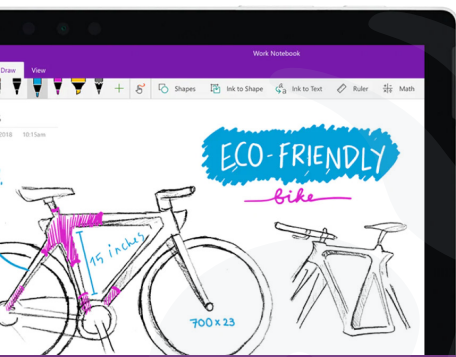 Work Notebook
Draw View
Shapes Ink to Shape Ink to Text Ruler Math
2018 10:15am
ECO-FRIENDLY
bike
15 inches
700 x 23